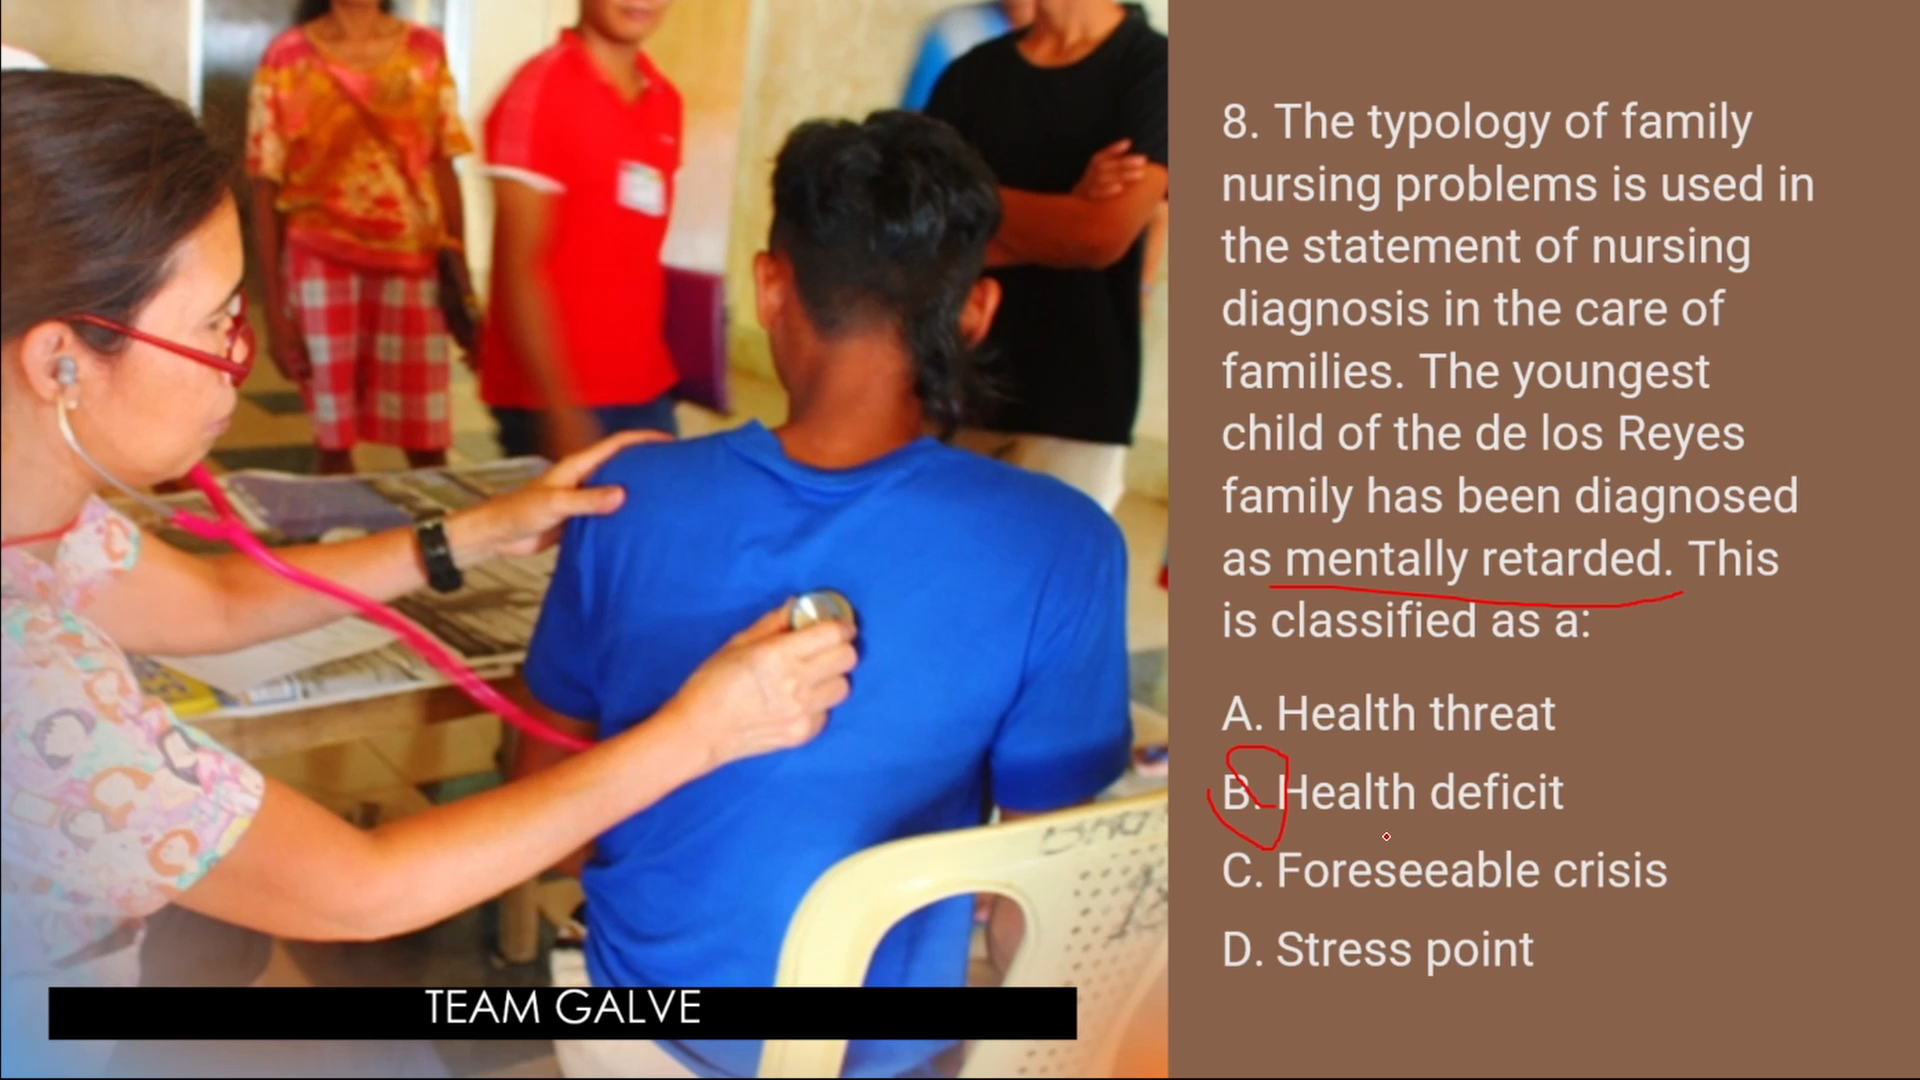 8. The typology of family
nursing problems is used in
the statement of nursing
diagnosis in the care of
families. The youngest
child of the de los Reyes
family has been diagnosed
as mentally retarded. This
is classified as a:
A. Health threat
B. Health deficit
C. Foreseeable crisis
D. Stress point
TEAM GALVE